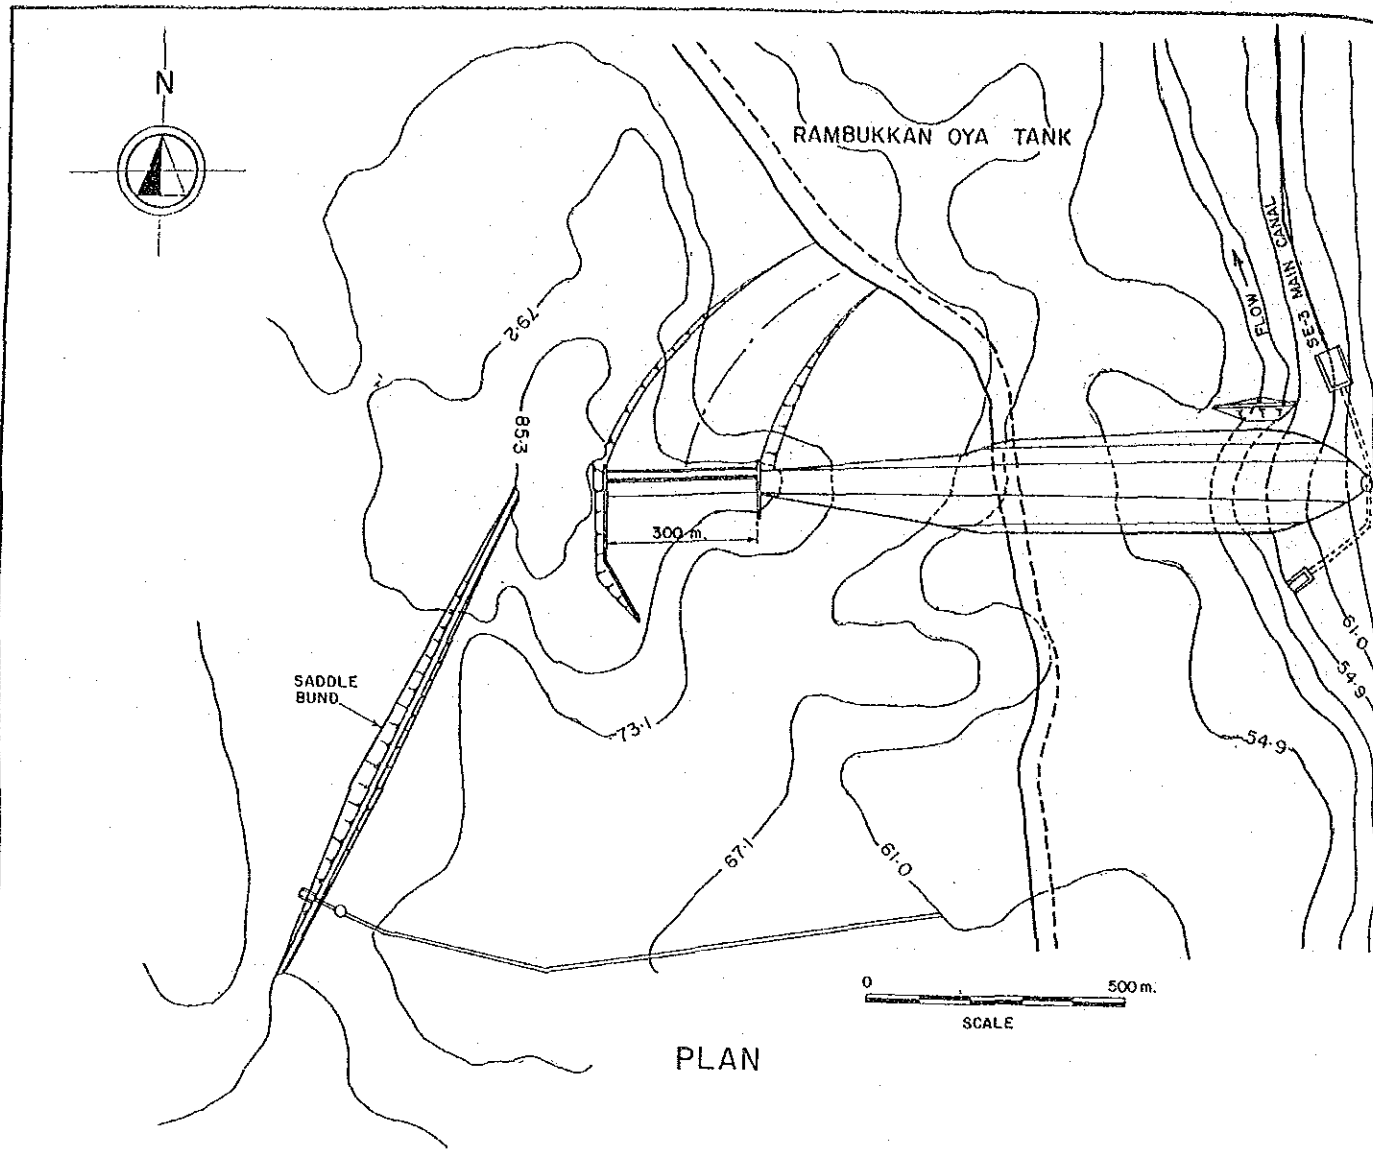 N
RAMBUKKAN OYA TANK
SE-3 MAIN CANAL
FLOW
79·2
85·3
300 m.
61·0
54·9
SADDLE
BUND
73·1
54·9
67·1
61·0
0
500 m.
SCALE
PLAN